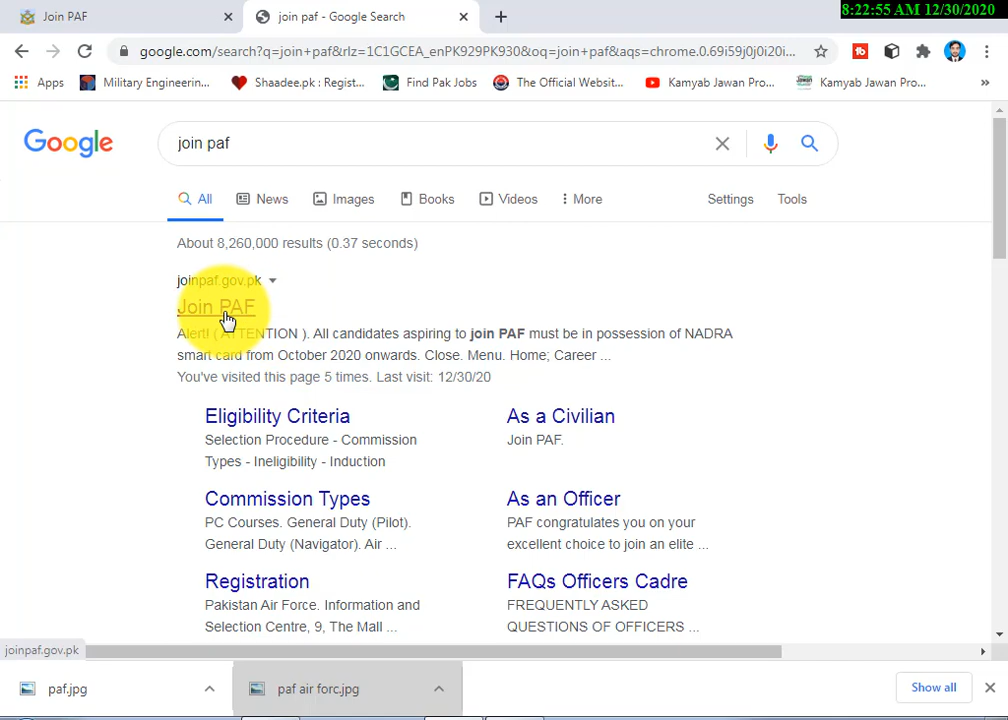 8:22:55 AM 12/30/2020
Join PAF
join paf - Google Search
google.com/search?q=join+paf&rlz=1C1GCEA_enPK929PK930&oq=join+paf&aqs=chrome.0.69i59j0j0i20i...
Apps
Military Engineerin...
Shaadee.pk : Regist...
Find Pak Jobs
The Official Websit...
Kamyab Jawan Pro...
Kamyab Jawan Pro...
»
Google
join paf
All
News
Images
Books
Videos
More
Settings
Tools
About 8,260,000 results (0.37 seconds)
joinpaf.gov.pk
Join PAF
Alert! ( ATTENTION ). All candidates aspiring to join PAF must be in possession of NADRA
smart card from October 2020 onwards. Close. Menu. Home; Career ...
You've visited this page 5 times. Last visit: 12/30/20
Eligibility Criteria
Selection Procedure - Commission
Types - Ineligibility - Induction
As a Civilian
Join PAF.
Commission Types
PC Courses. General Duty (Pilot).
General Duty (Navigator). Air ...
As an Officer
PAF congratulates you on your
excellent choice to join an elite ...
Registration
Pakistan Air Force. Information and
Selection Centre, 9, The Mall ...
FAQs Officers Cadre
FREQUENTLY ASKED
QUESTIONS OF OFFICERS ...
joinpaf.gov.pk
paf.jpg
paf air forc.jpg
Show all